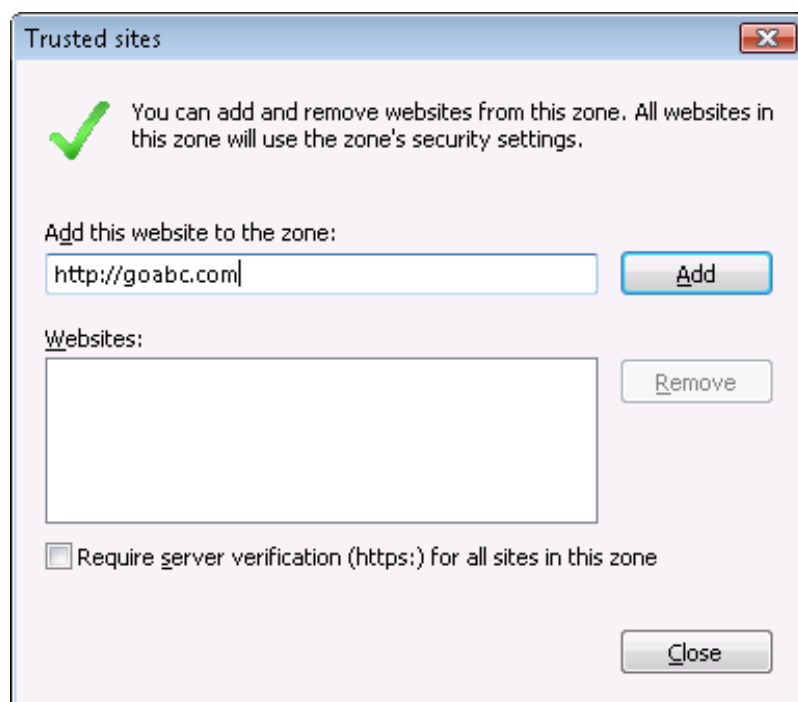 Trusted sites
You can add and remove websites from this zone. All websites in
this zone will use the zone's security settings.
Add this website to the zone:
http://goabc.com
Add
Websites:
Remove
Require server verification (https:) for all sites in this zone
Close